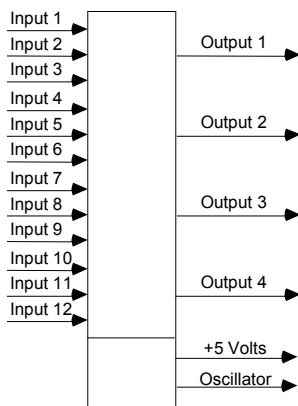 Input 1
Input 2
Input 3
Input 4
Input 5
Input 6
Input 7
Input 8
Input 9
Input 10
Input 11
Input 12
Output 1
Output 2
Output 3
Output 4
+5 Volts
Oscillator